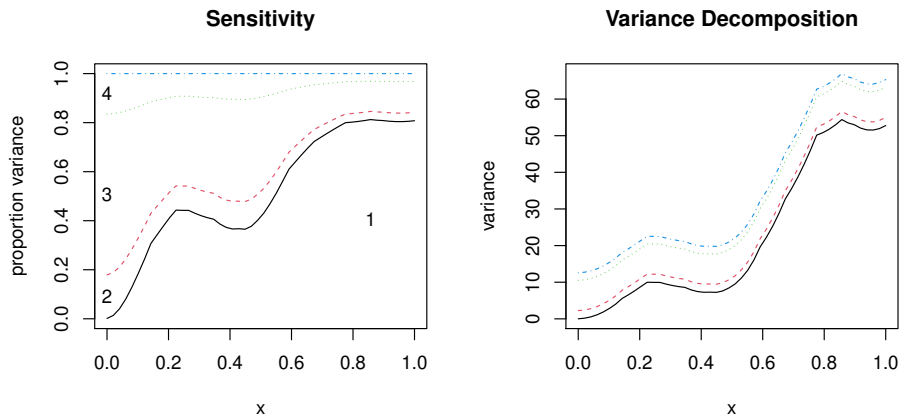 Sensitivity
proportion variance
0.0 0.2 0.4 0.6 0.8 1.0
4
3
1
2
0.0 0.2 0.4 0.6 0.8 1.0
x
Variance Decomposition
variance
0 10 20 30 40 50 60
0.0 0.2 0.4 0.6 0.8 1.0
x